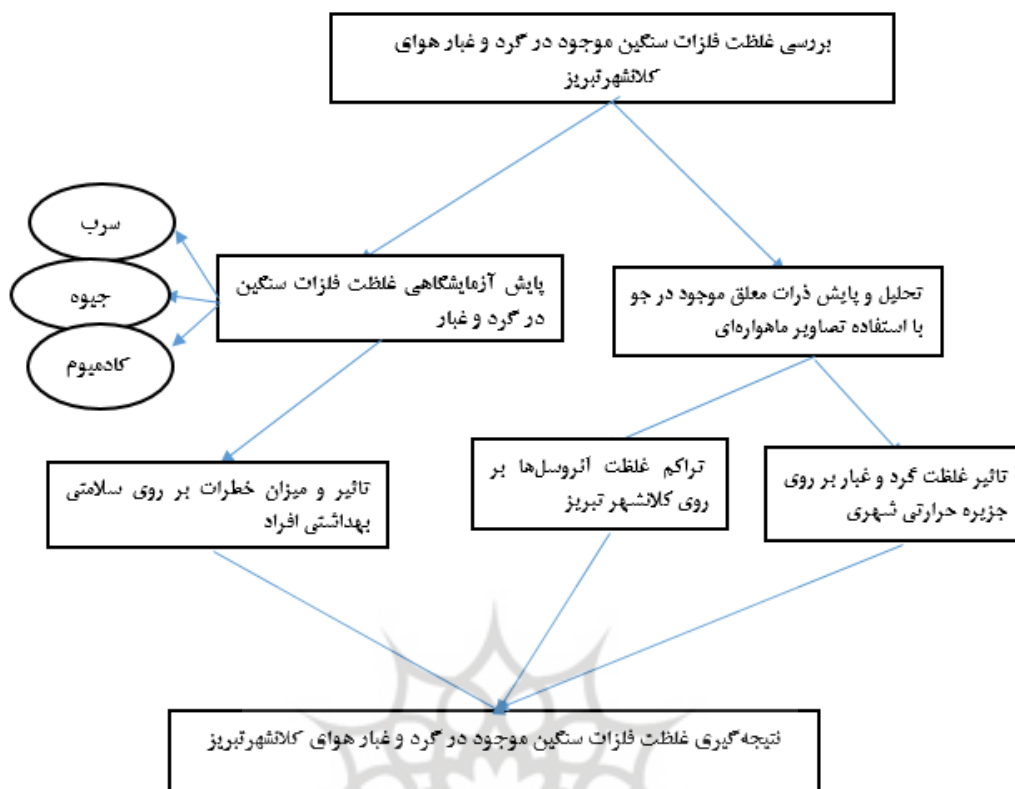 بررسی غلظت فلزات سنگین موجود در گرد و غبار هوای
کلانشهرتبریز
سرب
جیوه
کادمیوم
پایش آزمایشگاهی غلظت فلزات سنگین
در گرد و غبار
تحلیل و پایش ذرات معلق موجود در جو
با استفاده تصاویر ماهواره‌ای
تاثیر و میزان خطرات بر روی سلامتی
بهداشتی افراد
تراکم غلظت آئروسل‌ها بر
روی کلانشهر تبریز
تاثیر غلظت گرد و غبار بر روی
جزیره حرارتی شهری
نتیجه‌گیری غلظت فلزات سنگین موجود در گرد و غبار هوای کلانشهرتبریز